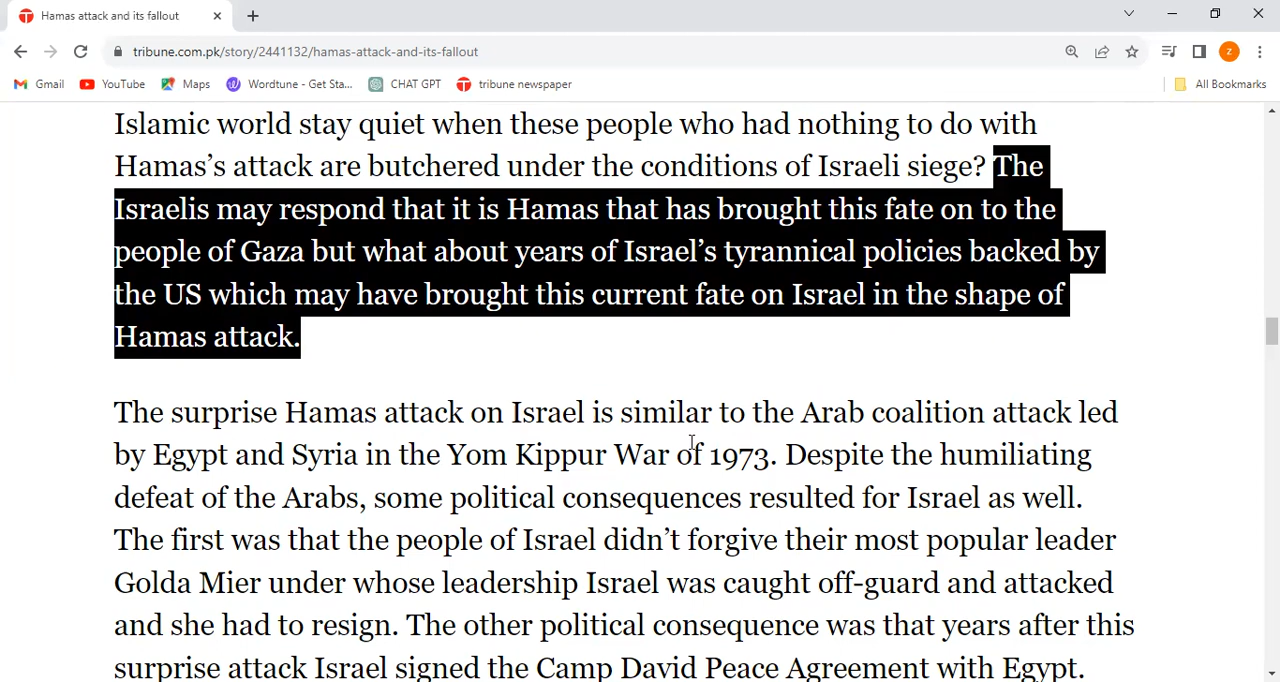 Hamas attack and its fallout
tribune.com.pk/story/2441132/hamas-attack-and-its-fallout
z
Gmail YouTube Maps Wordtune - Get Sta... CHAT GPT tribune newspaper All Bookmarks
Islamic world stay quiet when these people who had nothing to do with
Hamas’s attack are butchered under the conditions of Israeli siege? The
Israelis may respond that it is Hamas that has brought this fate on to the
people of Gaza but what about years of Israel’s tyrannical policies backed by
the US which may have brought this current fate on Israel in the shape of
Hamas attack.
The surprise Hamas attack on Israel is similar to the Arab coalition attack led
by Egypt and Syria in the Yom Kippur War of 1973. Despite the humiliating
defeat of the Arabs, some political consequences resulted for Israel as well.
The first was that the people of Israel didn’t forgive their most popular leader
Golda Mier under whose leadership Israel was caught off-guard and attacked
and she had to resign. The other political consequence was that years after this
surprise attack Israel signed the Camp David Peace Agreement with Egypt.